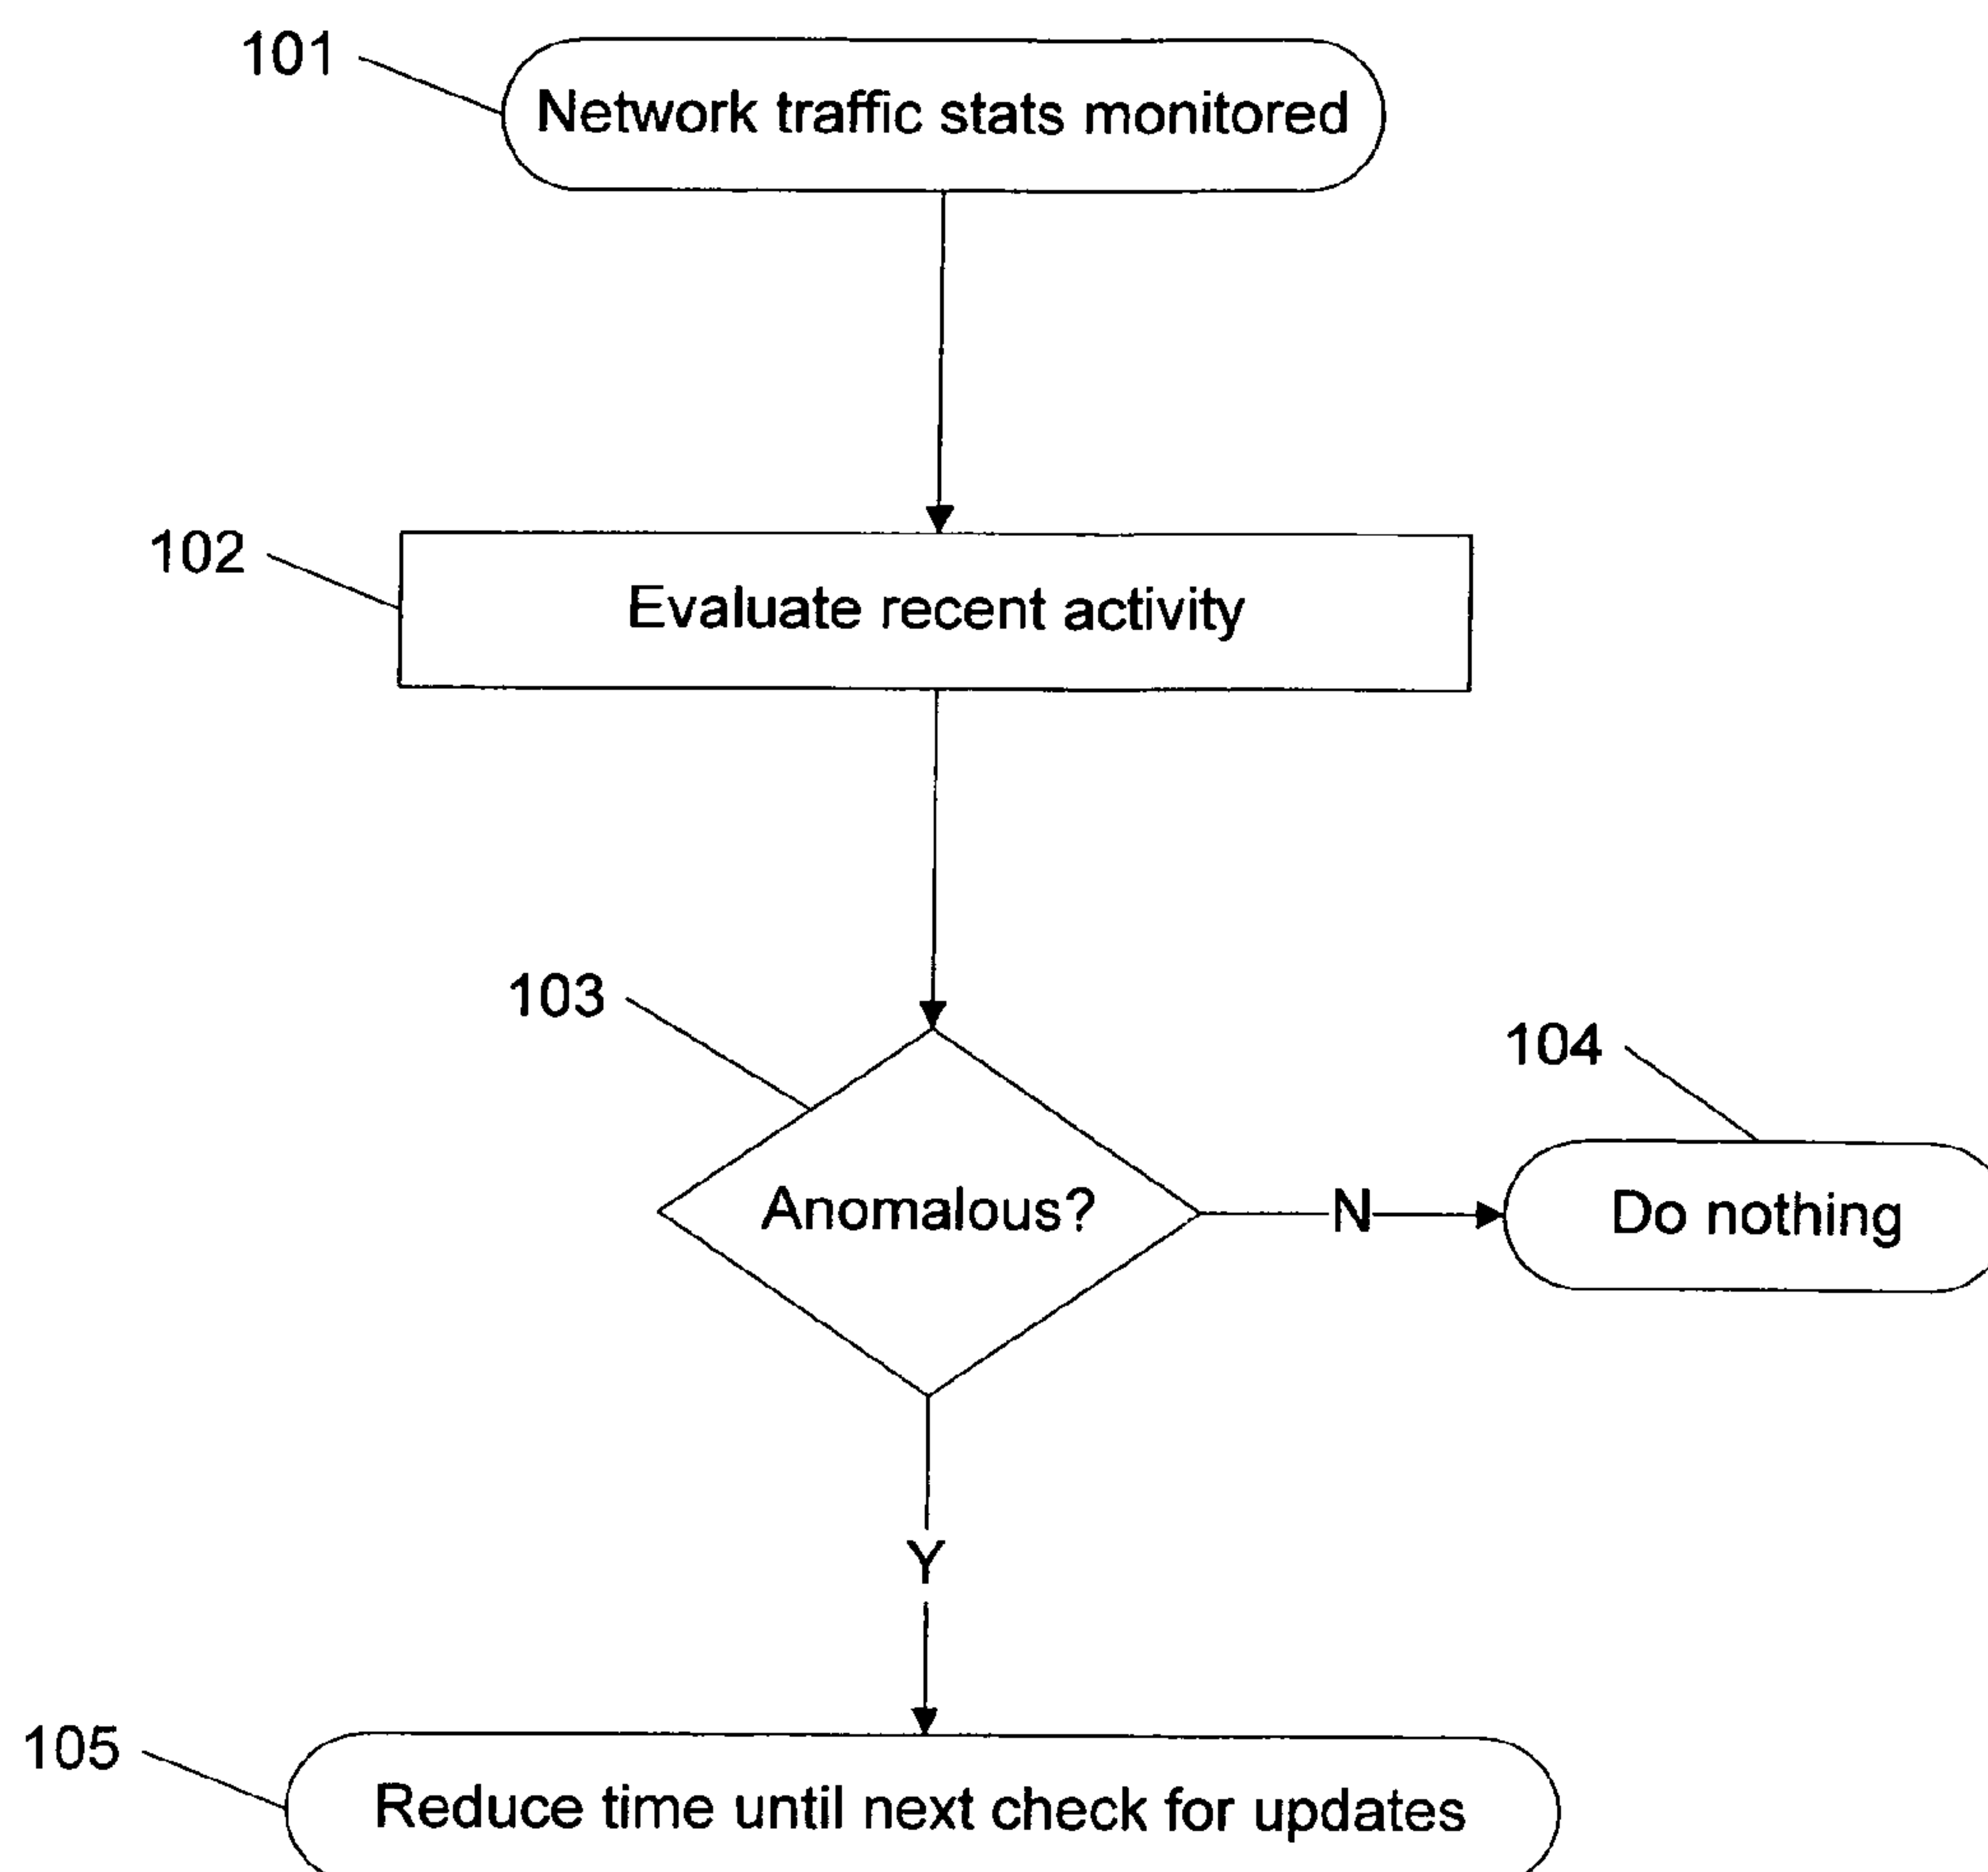 101
Network traffic stats monitored
102
Evaluate recent activity
103
104
Anomalous?
N
Do nothing
Y
105
Reduce time until next check for updates